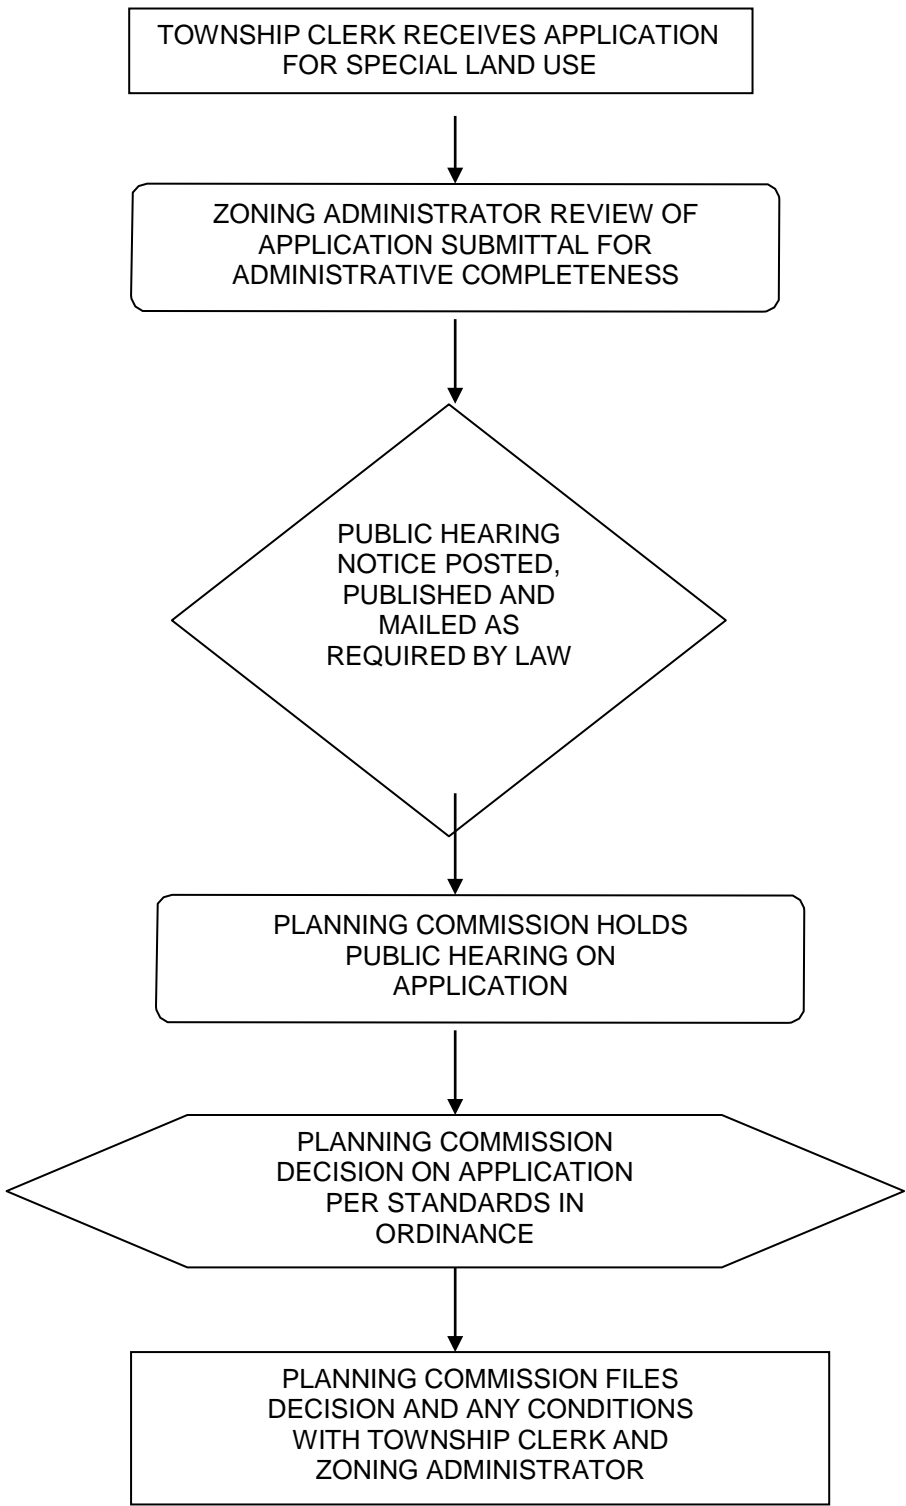 TOWNSHIP CLERK RECEIVES APPLICATION
FOR SPECIAL LAND USE
ZONING ADMINISTRATOR REVIEW OF
APPLICATION SUBMITTAL FOR
ADMINISTRATIVE COMPLETENESS
PUBLIC HEARING
NOTICE POSTED,
PUBLISHED AND
MAILED AS
REQUIRED BY LAW
PLANNING COMMISSION HOLDS
PUBLIC HEARING ON
APPLICATION
PLANNING COMMISSION
DECISION ON APPLICATION
PER STANDARDS IN
ORDINANCE
PLANNING COMMISSION FILES
DECISION AND ANY CONDITIONS
WITH TOWNSHIP CLERK AND
ZONING ADMINISTRATOR